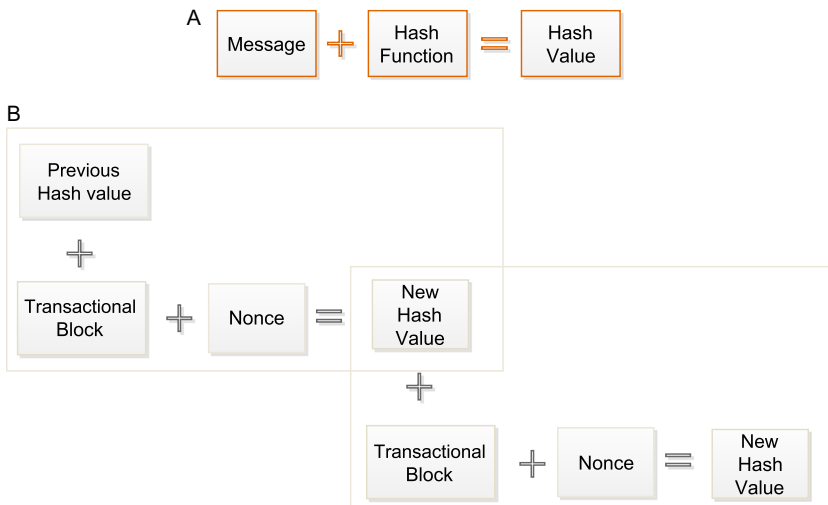 A
Message
Hash
Function
Hash
Value
B
Previous
Hash value
Transactional
Block
Nonce
New
Hash
Value
Transactional
Block
Nonce
New
Hash
Value